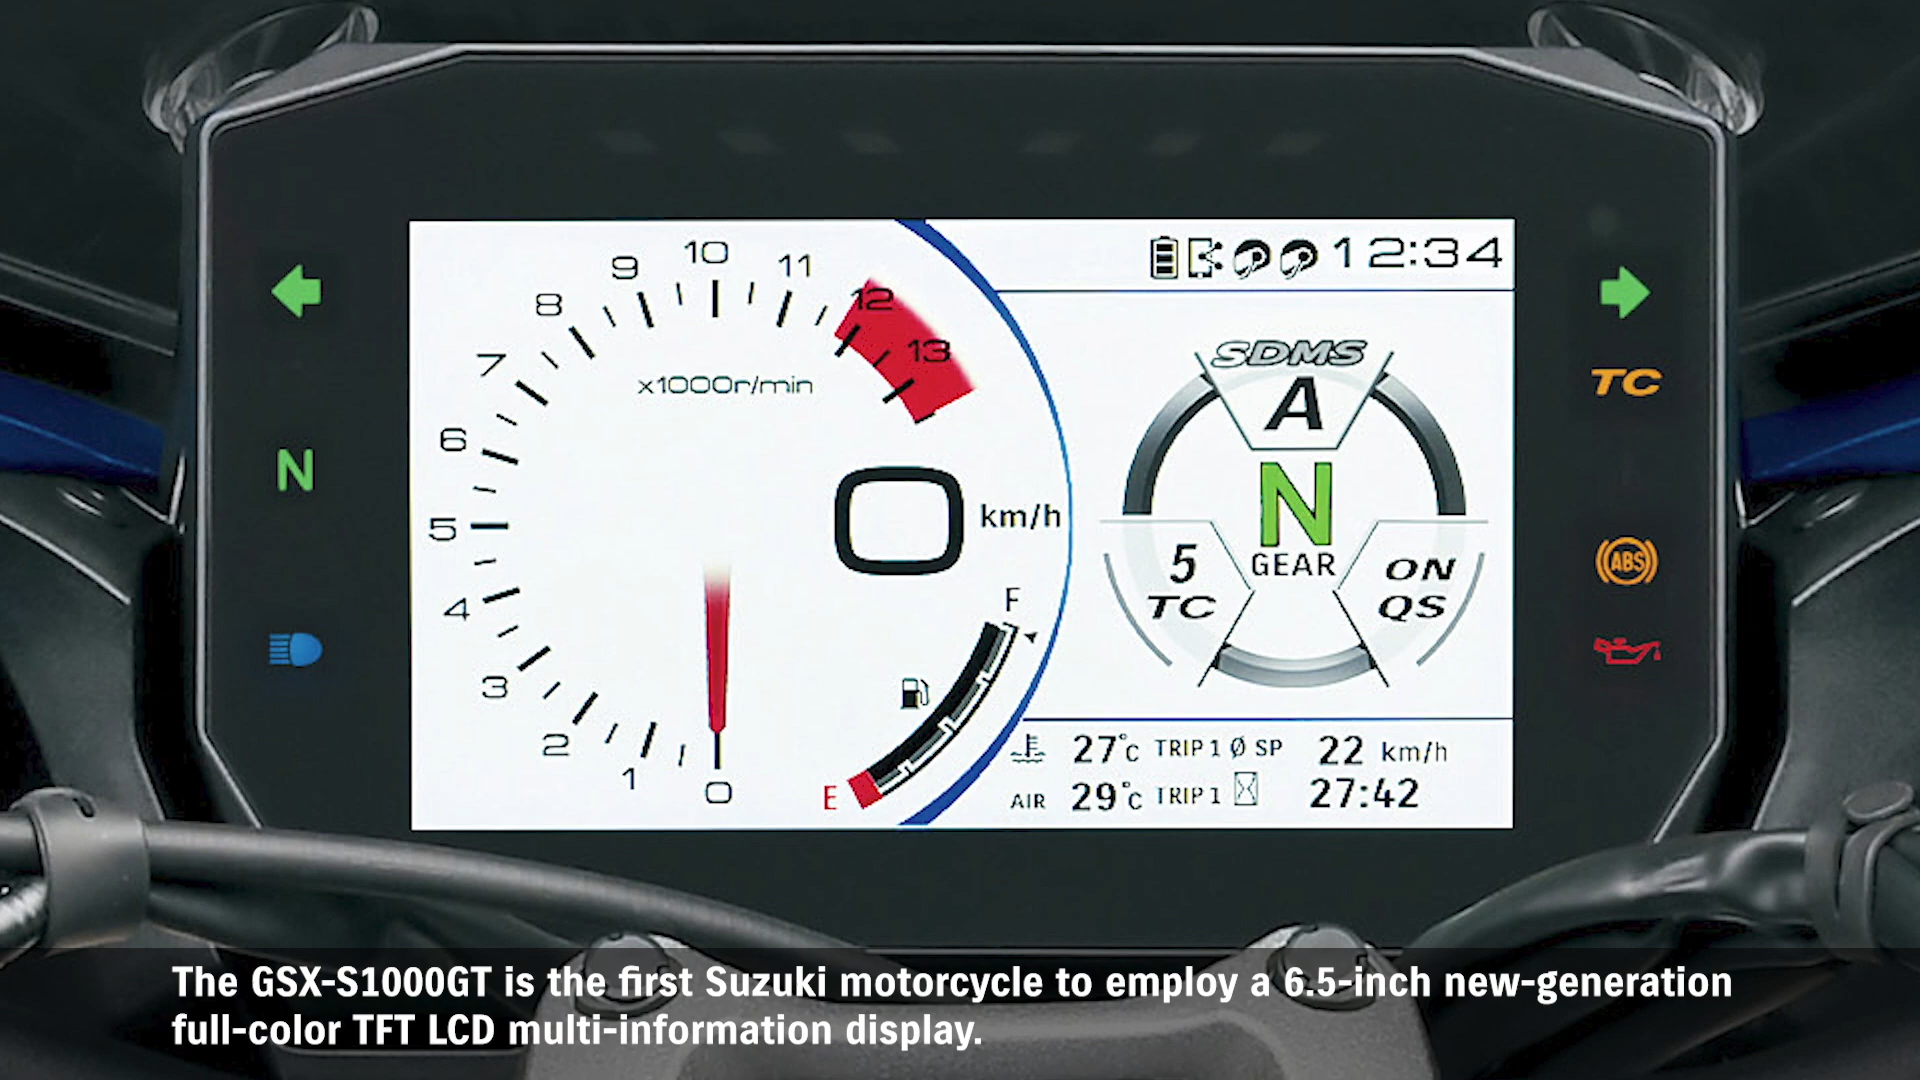 12:34
10
9
11
8
12
7
13
x1000r/min
6
5
4
3
2
1
0
0 km/h
F
E
SDMS
A
N
GEAR
5
TC
ON
QS
27°C TRIP 1 Ø SP 22 km/h
AIR 29°C TRIP 1 27:42
N
TC
ABS
The GSX-S1000GT is the first Suzuki motorcycle to employ a 6.5-inch new-generation
full-color TFT LCD multi-information display.